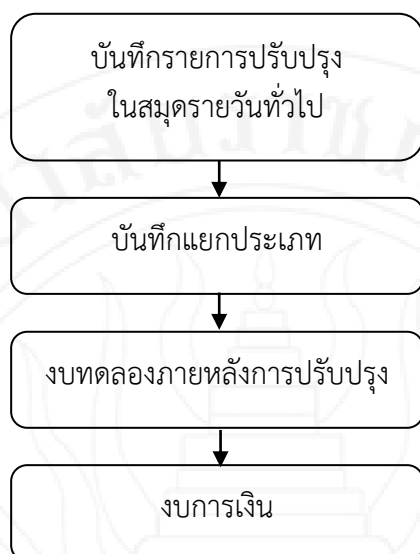 บันทึกรายการปรับปรุง
ในสมุดรายวันทั่วไป
บันทึกแยกประเภท
งบทดลองภายหลังการปรับปรุง
งบการเงิน